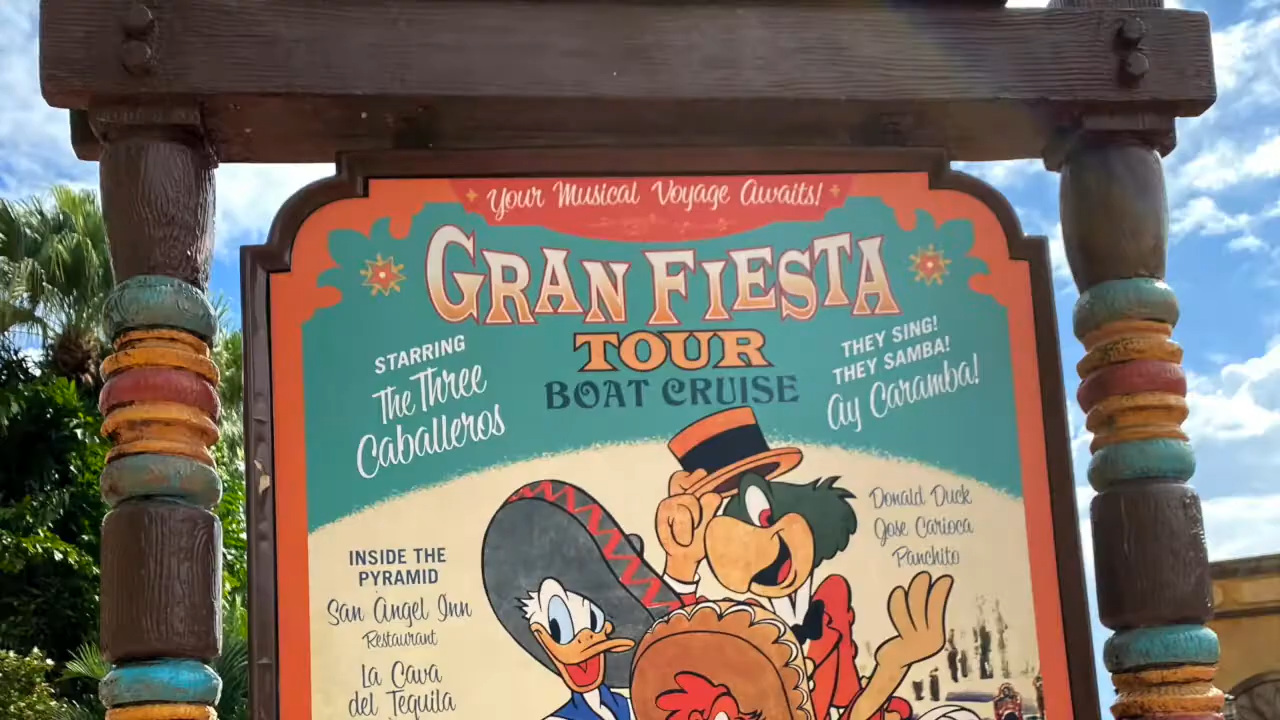 Your Musical Voyage Awaits!
GRAN FIESTA
TOUR
BOAT CRUISE
STARRING
The Three
Caballeros
THEY SING!
THEY SAMBA!
Ay Caramba!
Donald Duck
Jose Carioca
Panchito
INSIDE THE
PYRAMID
San Angel Inn
Restaurant
La Cava
del Tequila